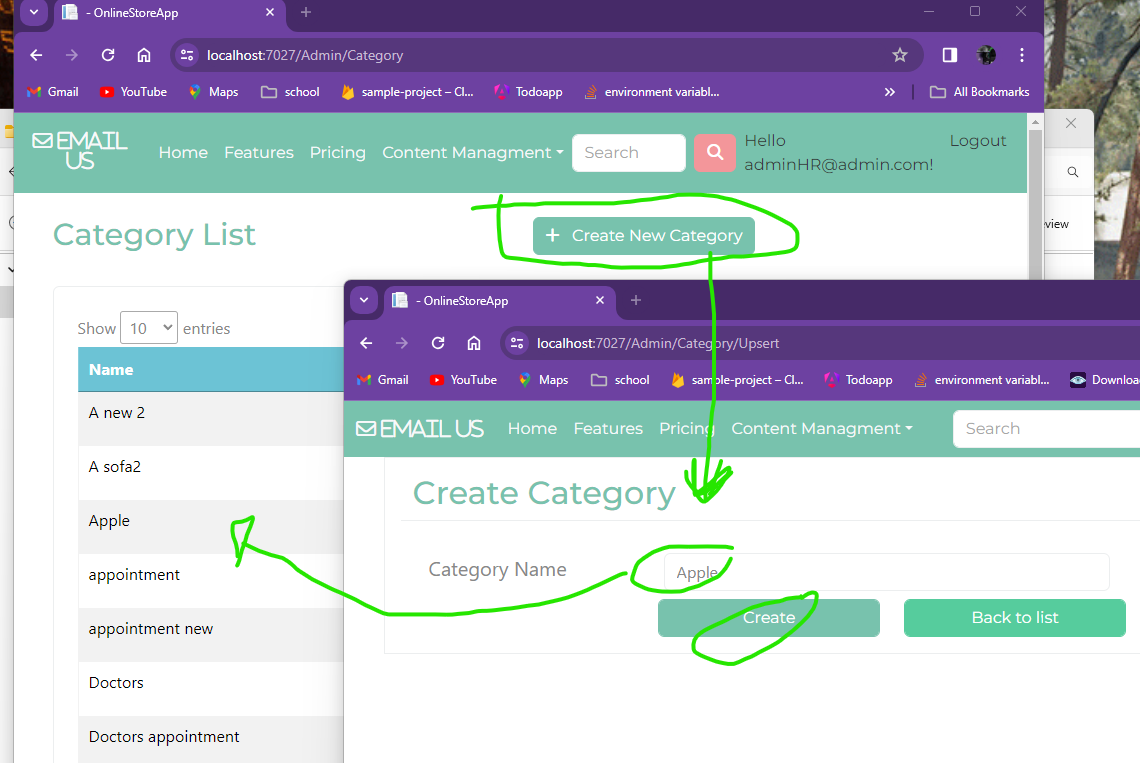 - OnlineStoreApp
localhost:7027/Admin/Category
Gmail YouTube Maps school sample-project – Cl... Todoapp environment variabl... » All Bookmarks
EMAIL US Home Features Pricing Content Managment Search Hello adminHR@admin.com! Logout
Category List
+ Create New Category
Show 10 entries
Name
A new 2
A sofa2
Apple
appointment
appointment new
Doctors
Doctors appointment
- OnlineStoreApp
localhost:7027/Admin/Category/Upsert
Gmail YouTube Maps school sample-project – Cl... Todoapp environment variabl...
EMAIL US Home Features Pricing Content Managment Search
Create Category
Category Name Apple
Create Back to list